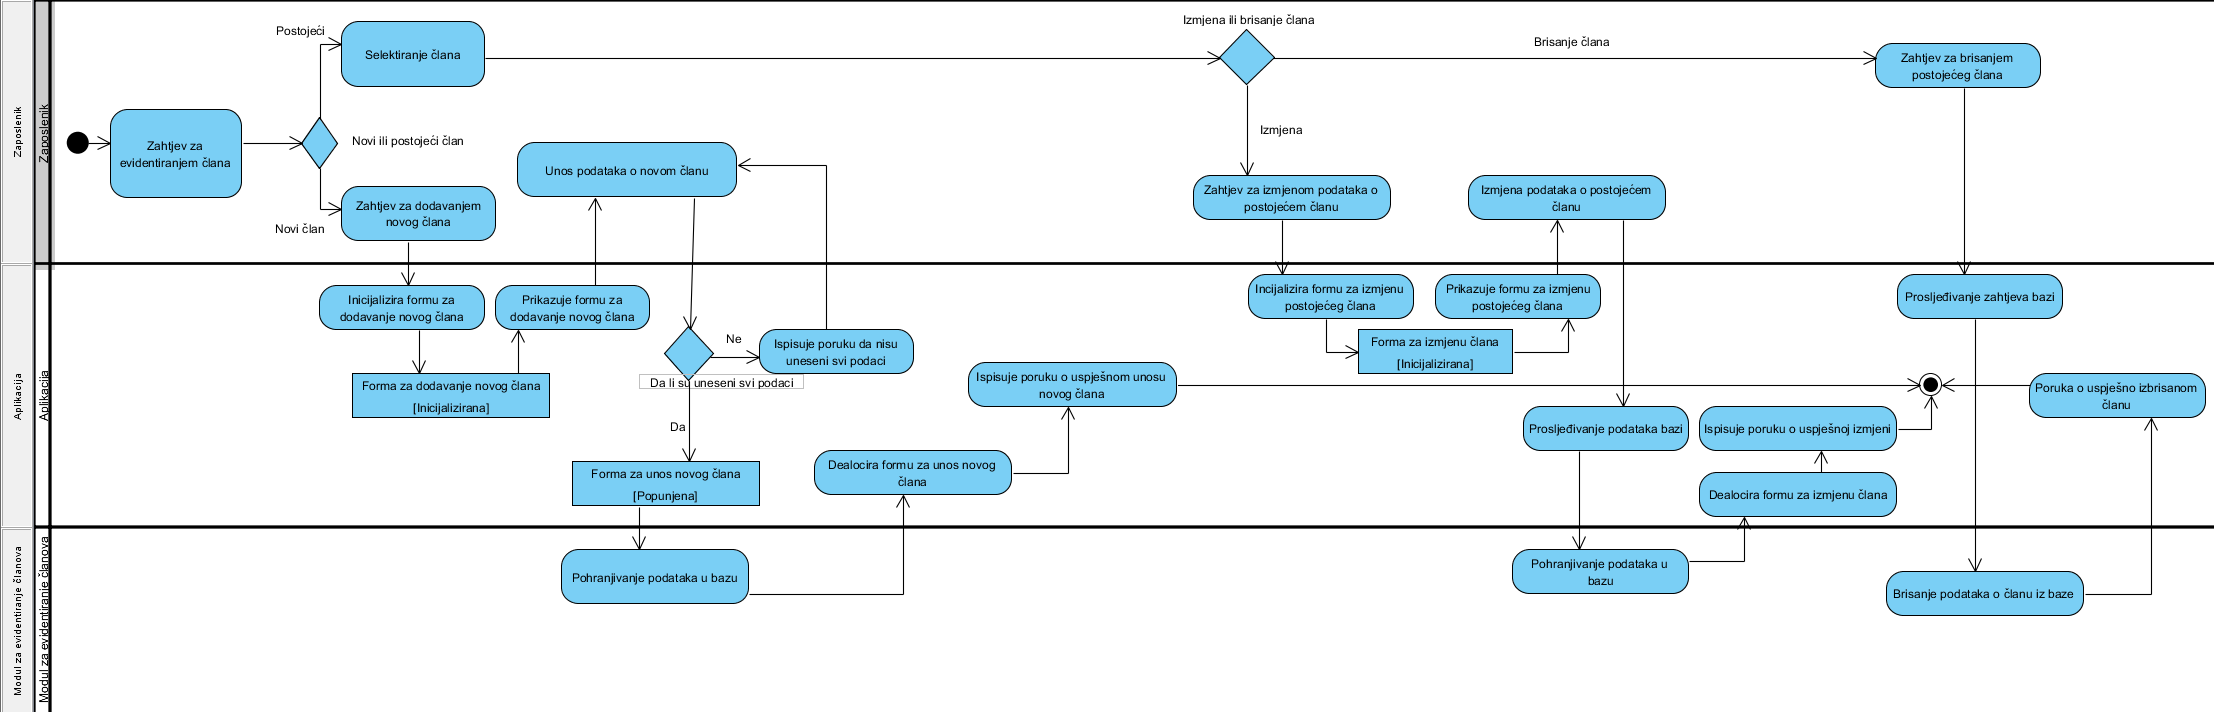 Zaposlenik
Zaposlenik
Postojeći
Selektiranje člana
Izmjena ili brisanje člana
Brisanje člana
Zahtjev za brisanjem
postojećeg člana
Zahtjev za
evidentiranjem člana
Novi ili postojeći član
Izmjena
Unos podataka o novom članu
Zahtjev za dodavanjem
novog člana
Novi član
Zahtjev za izmjenom podataka o
postojećem članu
Izmjena podataka o postojećem
članu
Aplikacija
Aplikacija
Inicijalizira formu za
dodavanje novog člana
Prikazuje formu za
dodavanje novog člana
Forma za dodavanje novog člana
[Inicijalizirana]
Ne
Ispisuje poruku da nisu
uneseni svi podaci
Da li su uneseni svi podaci
Da
Forma za unos novog člana
[Popunjena]
Dealocira formu za unos novog
člana
Ispisuje poruku o uspješnom unosu
novog člana
Incijalizira formu za izmjenu
postojećeg člana
Prikazuje formu za izmjenu
postojećeg člana
Forma za izmjenu člana
[Inicijalizirana]
Prosljeđivanje podataka bazi
Ispisuje poruku o uspješnoj izmjeni
Dealocira formu za izmjenu člana
Prosljeđivanje zahtjeva bazi
Poruka o uspješno izbrisanom
članu
Modul za evidentiranje članova
Modul za evidentiranje članova
Pohranjivanje podataka u bazu
Pohranjivanje podataka u
bazu
Brisanje podataka o članu iz baze